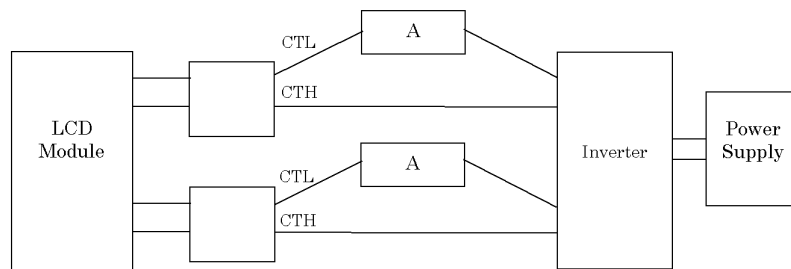 A
CTL
CTH
LCD
Module
Inverter
Power
Supply
A
CTL
CTH